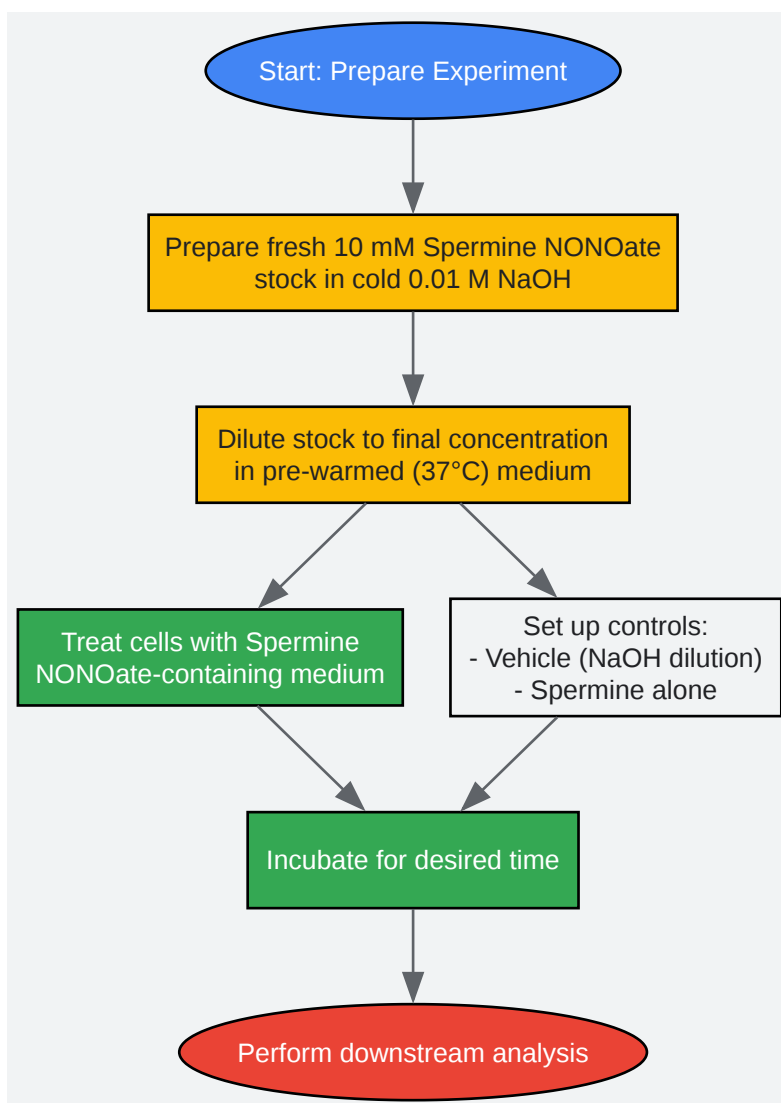 Start: Prepare Experiment
Prepare fresh 10 mM Spermine NONOate
stock in cold 0.01 M NaOH
Dilute stock to final concentration
in pre-warmed (37°C) medium
Treat cells with Spermine
NONOate-containing medium
Set up controls:
- Vehicle (NaOH dilution)
- Spermine alone
Incubate for desired time
Perform downstream analysis